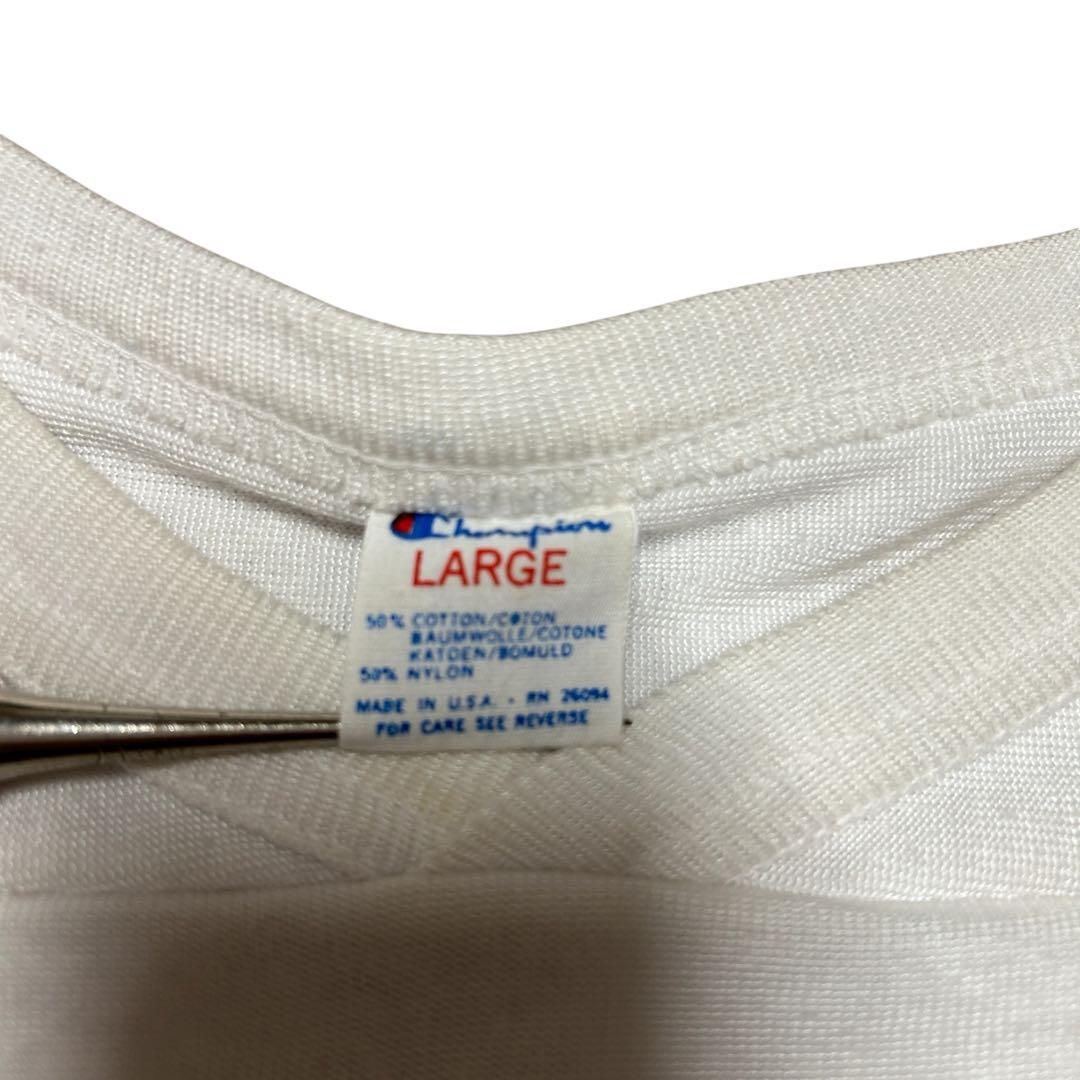 Champion
LARGE
50% COTTON/COTON
BAUMWOLLE/COTONE
KATOEN/BOMULD
50% NYLON
MADE IN U.S.A. - RN 26094
FOR CARE SEE REVERSE